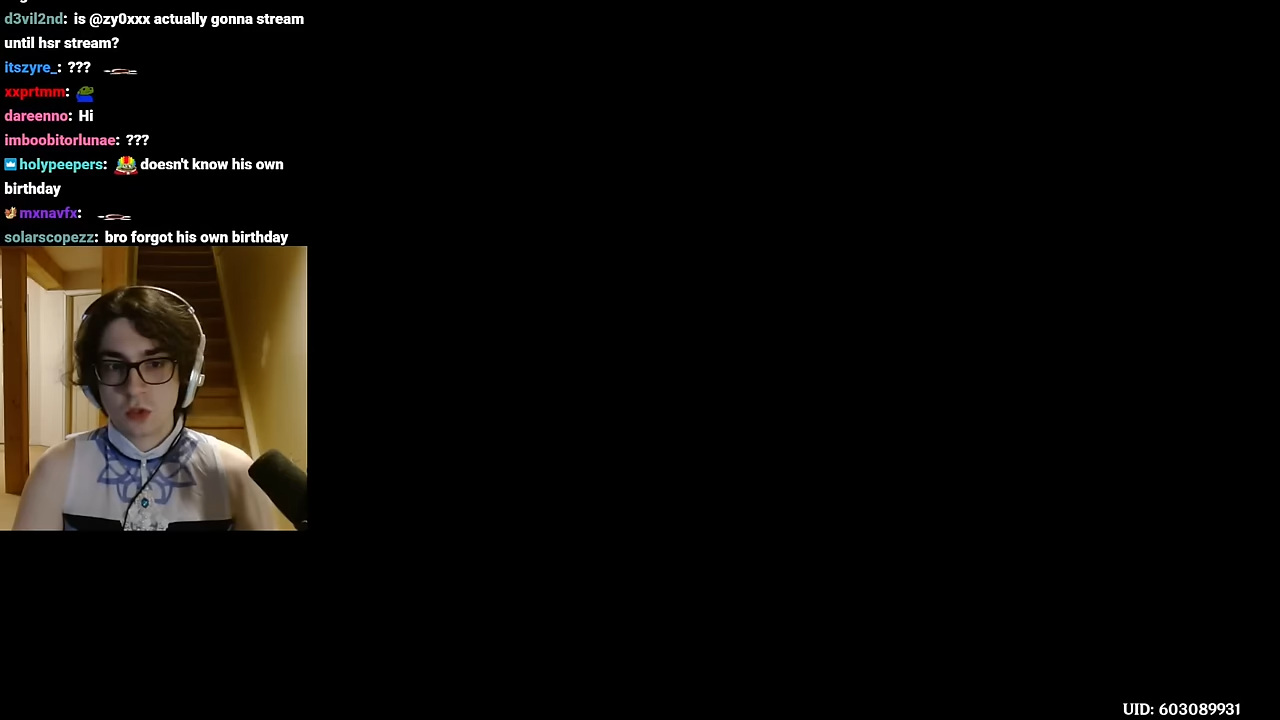 d3vil2nd: is @zy0xxx actually gonna stream
until hsr stream?
itszyre_: ???
xxprtmm:
dareenno: Hi
imboobitorlunae: ???
holypeepers: doesn't know his own
birthday
mxnavfx:
solarscopezz: bro forgot his own birthday
UID: 603089931